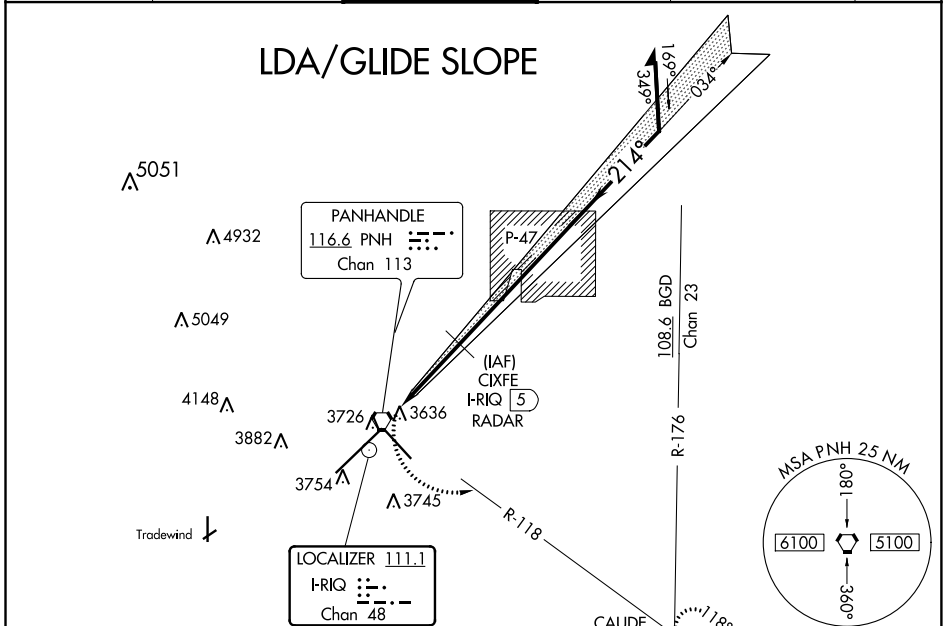 LDA/GLIDE SLOPE
169°
349°
034°
214°
5051
PANHANDLE
116.6 PNH
Chan 113
4932
P-47
5049
108.6 BGD
Chan 23
(IAF)
CIXFE
I-RIQ 5
RADAR
4148
3726
3636
3882
R-176
3754
3745
MSA PNH 25 NM
180°
R-118
Tradewind
6100
5100
LOCALIZER 111.1
I-RIQ
Chan 48
360°
CAUDE
118°